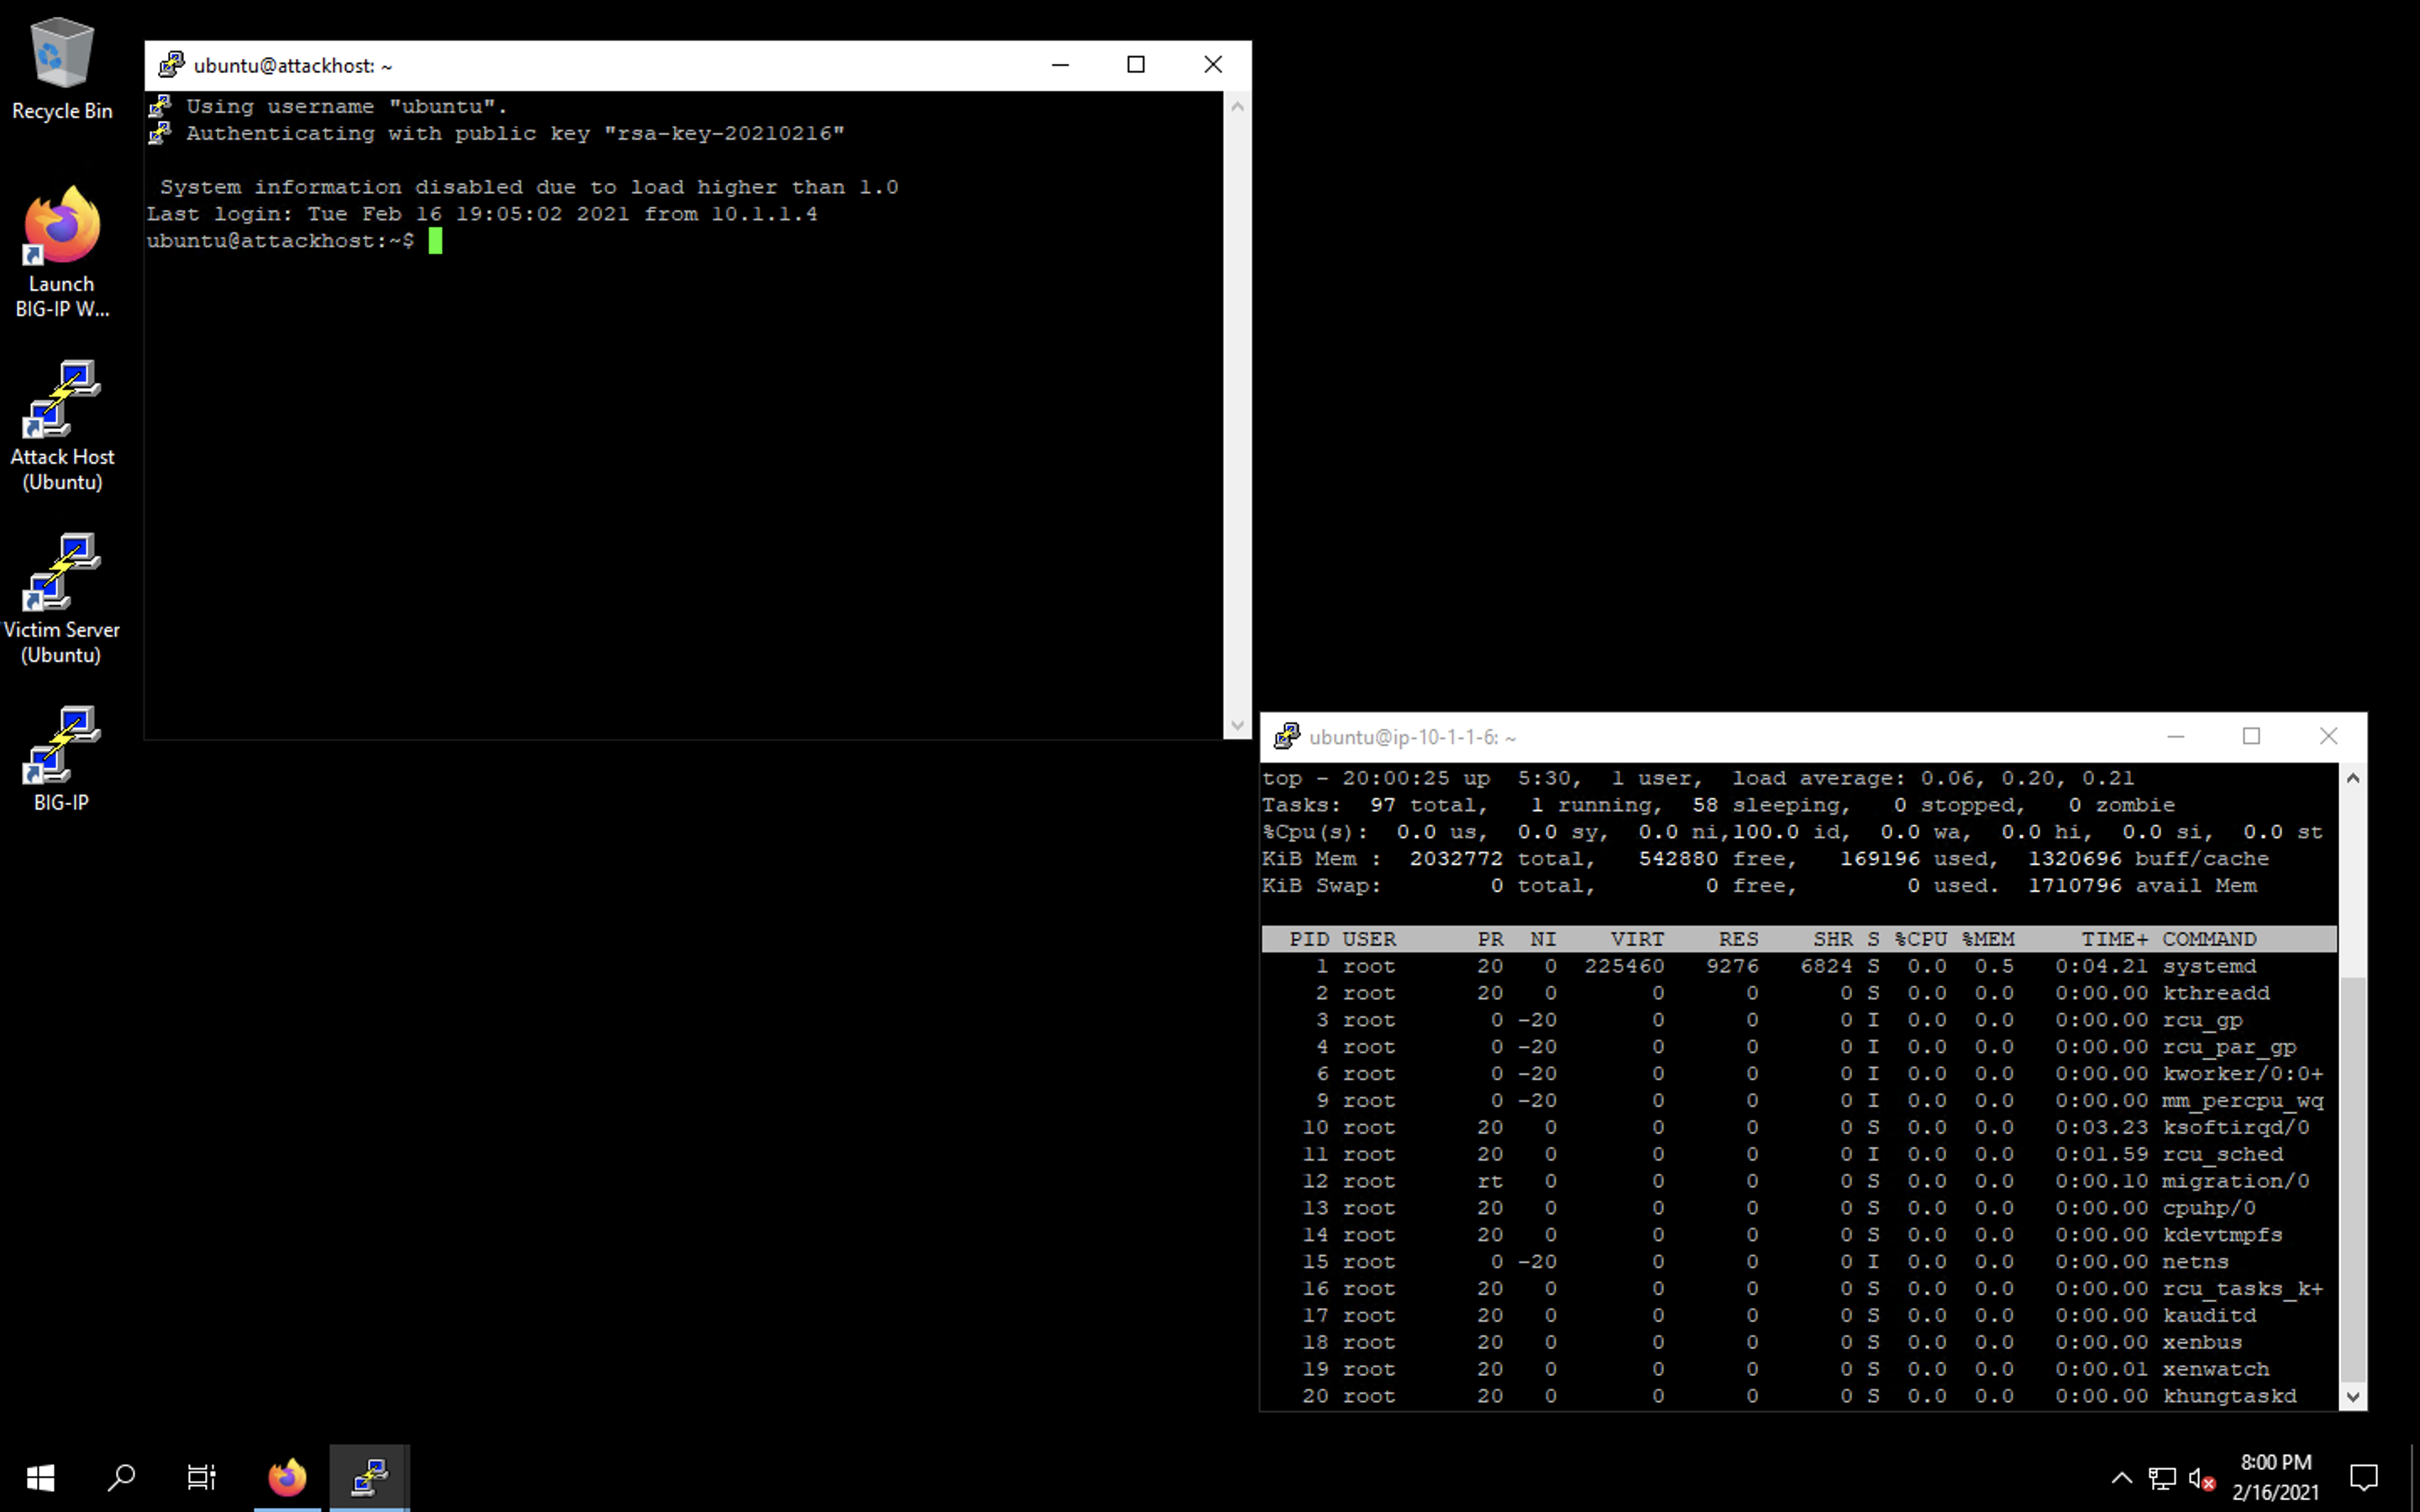 Recycle Bin
Launch
BIG-IP W...
Attack Host
(Ubuntu)
Victim Server
(Ubuntu)
BIG-IP
ubuntu@attackhost: ~
Using username "ubuntu".
Authenticating with public key "rsa-key-20210216"
System information disabled due to load higher than 1.0
Last login: Tue Feb 16 19:05:02 2021 from 10.1.1.4
ubuntu@attackhost:~$
ubuntu@ip-10-1-1-6: ~
top - 20:00:25 up  5:30,  1 user,  load average: 0.06, 0.20, 0.21
Tasks:  97 total,   1 running,  58 sleeping,   0 stopped,   0 zombie
%Cpu(s):  0.0 us,  0.0 sy,  0.0 ni,100.0 id,  0.0 wa,  0.0 hi,  0.0 si,  0.0 st
KiB Mem :  2032772 total,   542880 free,   169196 used,  1320696 buff/cache
KiB Swap:        0 total,        0 free,        0 used.  1710796 avail Mem
PID USER      PR  NI    VIRT    RES    SHR S %CPU %MEM     TIME+ COMMAND
1 root      20   0  225460   9276   6824 S  0.0  0.5   0:04.21 systemd
2 root      20   0       0      0      0 S  0.0  0.0   0:00.00 kthreadd
3 root       0 -20       0      0      0 I  0.0  0.0   0:00.00 rcu_gp
4 root       0 -20       0      0      0 I  0.0  0.0   0:00.00 rcu_par_gp
6 root       0 -20       0      0      0 I  0.0  0.0   0:00.00 kworker/0:0+
9 root       0 -20       0      0      0 I  0.0  0.0   0:00.00 mm_percpu_wq
10 root      20   0       0      0      0 S  0.0  0.0   0:03.23 ksoftirqd/0
11 root      20   0       0      0      0 I  0.0  0.0   0:01.59 rcu_sched
12 root      rt   0       0      0      0 S  0.0  0.0   0:00.10 migration/0
13 root      20   0       0      0      0 S  0.0  0.0   0:00.00 cpuhp/0
14 root      20   0       0      0      0 S  0.0  0.0   0:00.00 kdevtmpfs
15 root       0 -20       0      0      0 I  0.0  0.0   0:00.00 netns
16 root      20   0       0      0      0 S  0.0  0.0   0:00.00 rcu_tasks_k+
17 root      20   0       0      0      0 S  0.0  0.0   0:00.00 kauditd
18 root      20   0       0      0      0 S  0.0  0.0   0:00.00 xenbus
19 root      20   0       0      0      0 S  0.0  0.0   0:00.01 xenwatch
20 root      20   0       0      0      0 S  0.0  0.0   0:00.00 khungtaskd
8:00 PM
2/16/2021